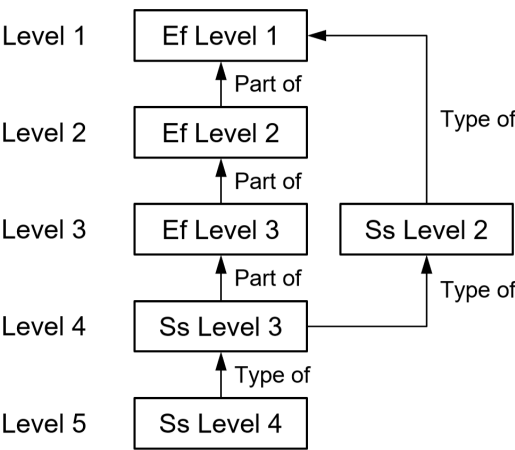 Level 1
Ef Level 1
Part of
Type of
Level 2
Ef Level 2
Part of
Level 3
Ef Level 3
Ss Level 2
Part of
Type of
Level 4
Ss Level 3
Type of
Level 5
Ss Level 4